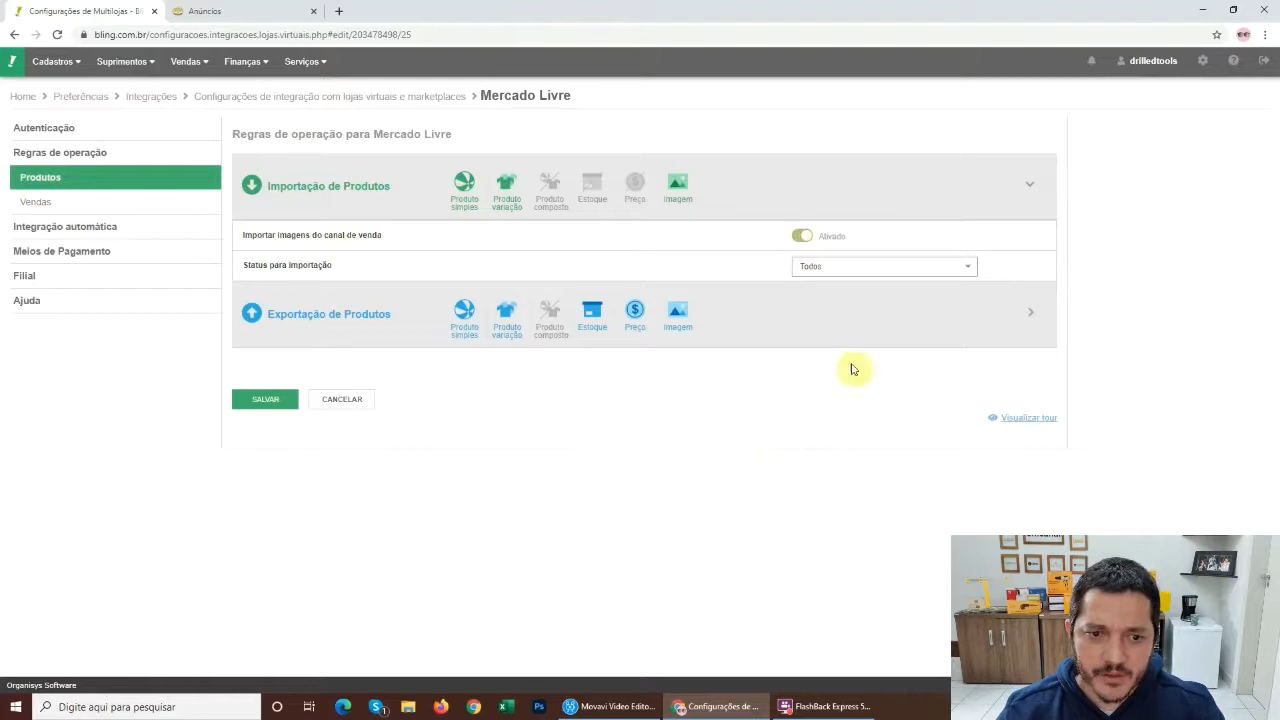 Configurações de Multilojas - Bli
Anúncios
bling.com.br/configuracoes.integracoes.lojas.virtuais.php#edit/203478498/25
Cadastros Suprimentos Vendas Finanças Serviços drilledtools
Home > Preferências > Integrações > Configurações de integração com lojas virtuais e marketplaces > Mercado Livre
Autenticação
Regras de operação
Produtos
Vendas
Integração automática
Meios de Pagamento
Filial
Ajuda
Regras de operação para Mercado Livre
Importação de Produtos
Produto simples
Produto variação
Produto composto
Estoque
Preço
Imagem
Importar imagens do canal de venda
Ativado
Status para importação
Todos
Exportação de Produtos
Produto simples
Produto variação
Produto composto
Estoque
Preço
Imagem
SALVAR
CANCELAR
Visualizar tour
Organisys Software
Digite aqui para pesquisar
Movavi Video Edito...
Configurações de ...
FlashBack Express 5...